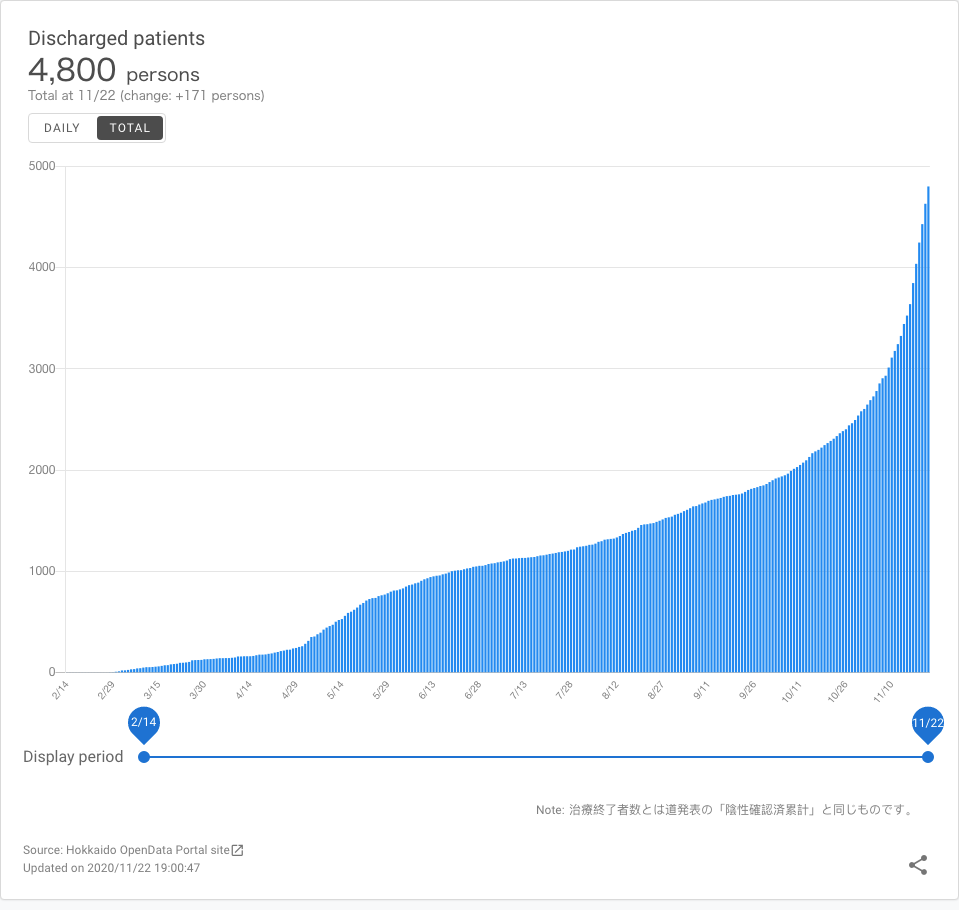 Discharged patients
4,800 persons
Total at 11/22 (change: +171 persons)
DAILY TOTAL
5000
4000
3000
2000
1000
0
2/14 2/29 3/15 3/30 4/14 4/29 5/14 5/29 6/13 6/28 7/13 7/28 8/12 8/27 9/11 9/26 10/11 10/26 11/10
2/14 11/22
Display period
Note: 治療終了者数とは道発表の「陰性確認済累計」と同じものです。
Source: Hokkaido OpenData Portal site
Updated on 2020/11/22 19:00:47